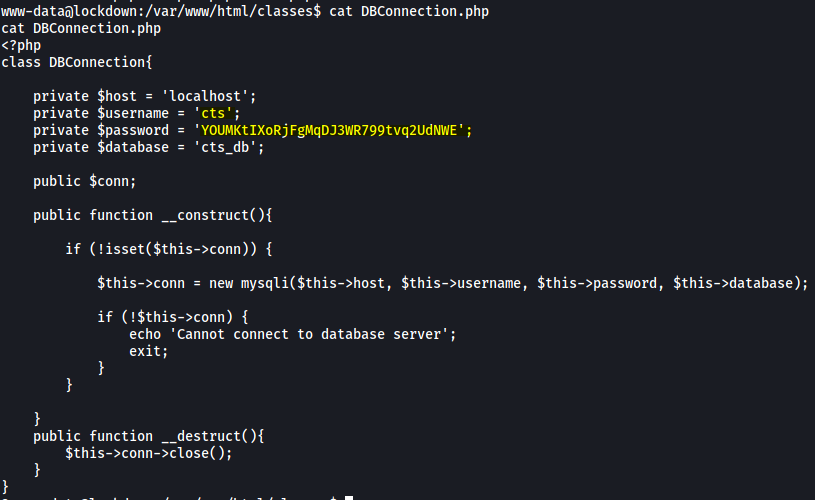 www-data@lockdown:/var/www/html/classes$ cat DBConnection.php
cat DBConnection.php
<?php
class DBConnection{
    private $host = 'localhost';
    private $username = 'cts';
    private $password = 'YOUMKtIXoRjFgMqDJ3WR799tvq2UdNWE';
    private $database = 'cts_db';
    public $conn;
    public function __construct(){
        if (!isset($this->conn)) {
            $this->conn = new mysqli($this->host, $this->username, $this->password, $this->database);
            if (!$this->conn) {
                echo 'Cannot connect to database server';
                exit;
            }
        }
    }
    public function __destruct(){
        $this->conn->close();
    }
}